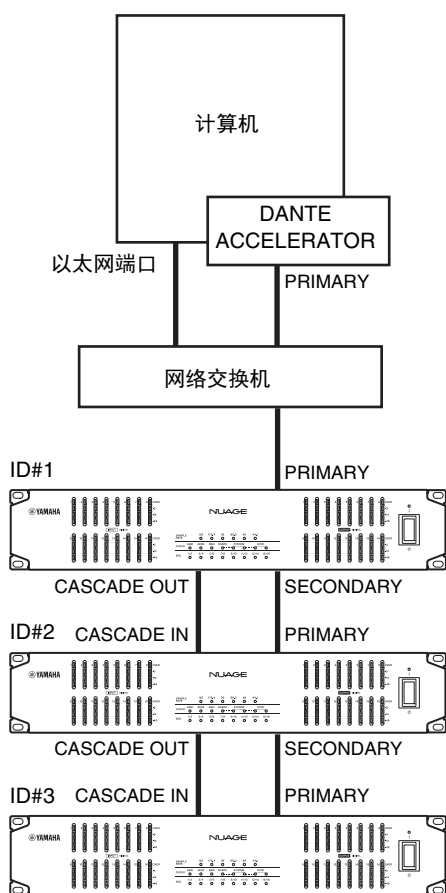 计算机
DANTE
ACCELERATOR
以太网端口
PRIMARY
网络交换机
ID#1
PRIMARY
YAMAHA
NUAGE
CASCADE OUT
SECONDARY
ID#2
CASCADE IN
PRIMARY
YAMAHA
NUAGE
CASCADE OUT
SECONDARY
ID#3
CASCADE IN
PRIMARY
YAMAHA
NUAGE